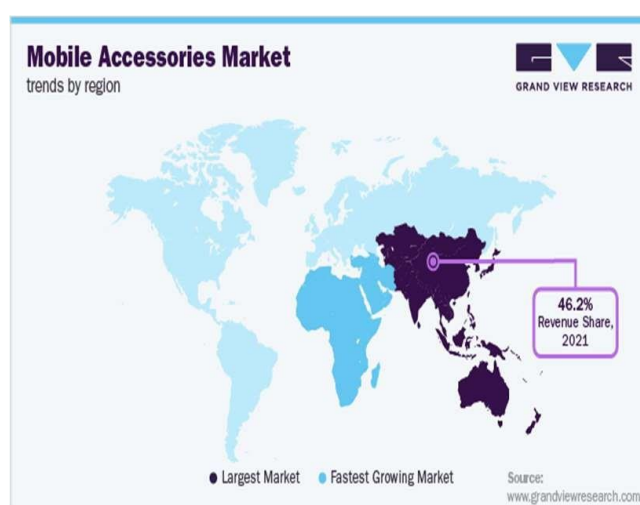 Mobile Accessories Market
trends by region
GRAND VIEW RESEARCH
46.2%
Revenue Share,
2021
Largest Market
Fastest Growing Market
Source:
www.grandviewresearch.com